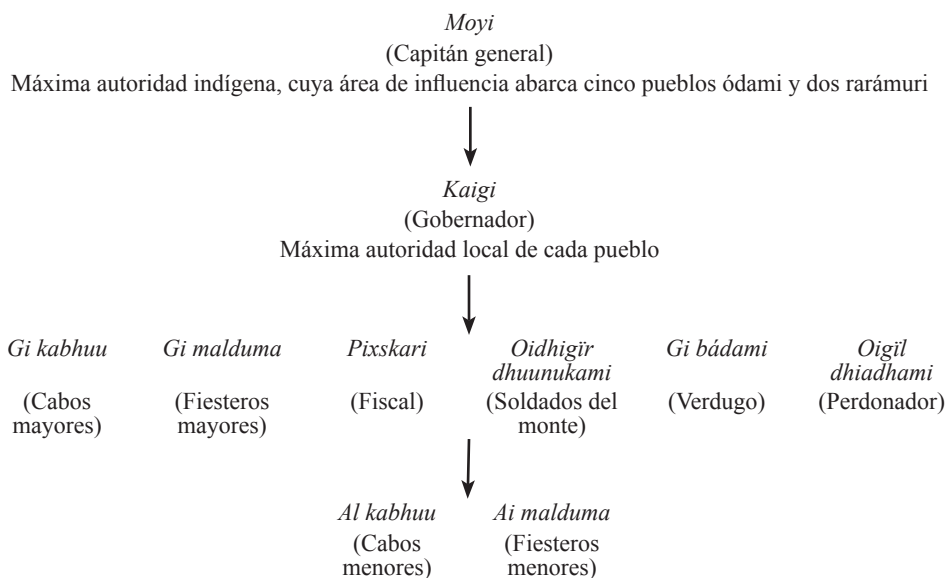 Moyi
(Capitán general)
Máxima autoridad indígena, cuya área de influencia abarca cinco pueblos ódami y dos rarámuri
Kaigi
(Gobernador)
Máxima autoridad local de cada pueblo
Gi kabhuu
(Cabos
mayores)
Gi malduma
(Fiesteros
mayores)
Pixskari
(Fiscal)
Oidhigïr
dhuunukami
(Soldados del
monte)
Gi bádami
(Verdugo)
Oigïl
dhiadhami
(Perdonador)
Al kabhuu
(Cabos
menores)
Ai malduma
(Fiesteros
menores)